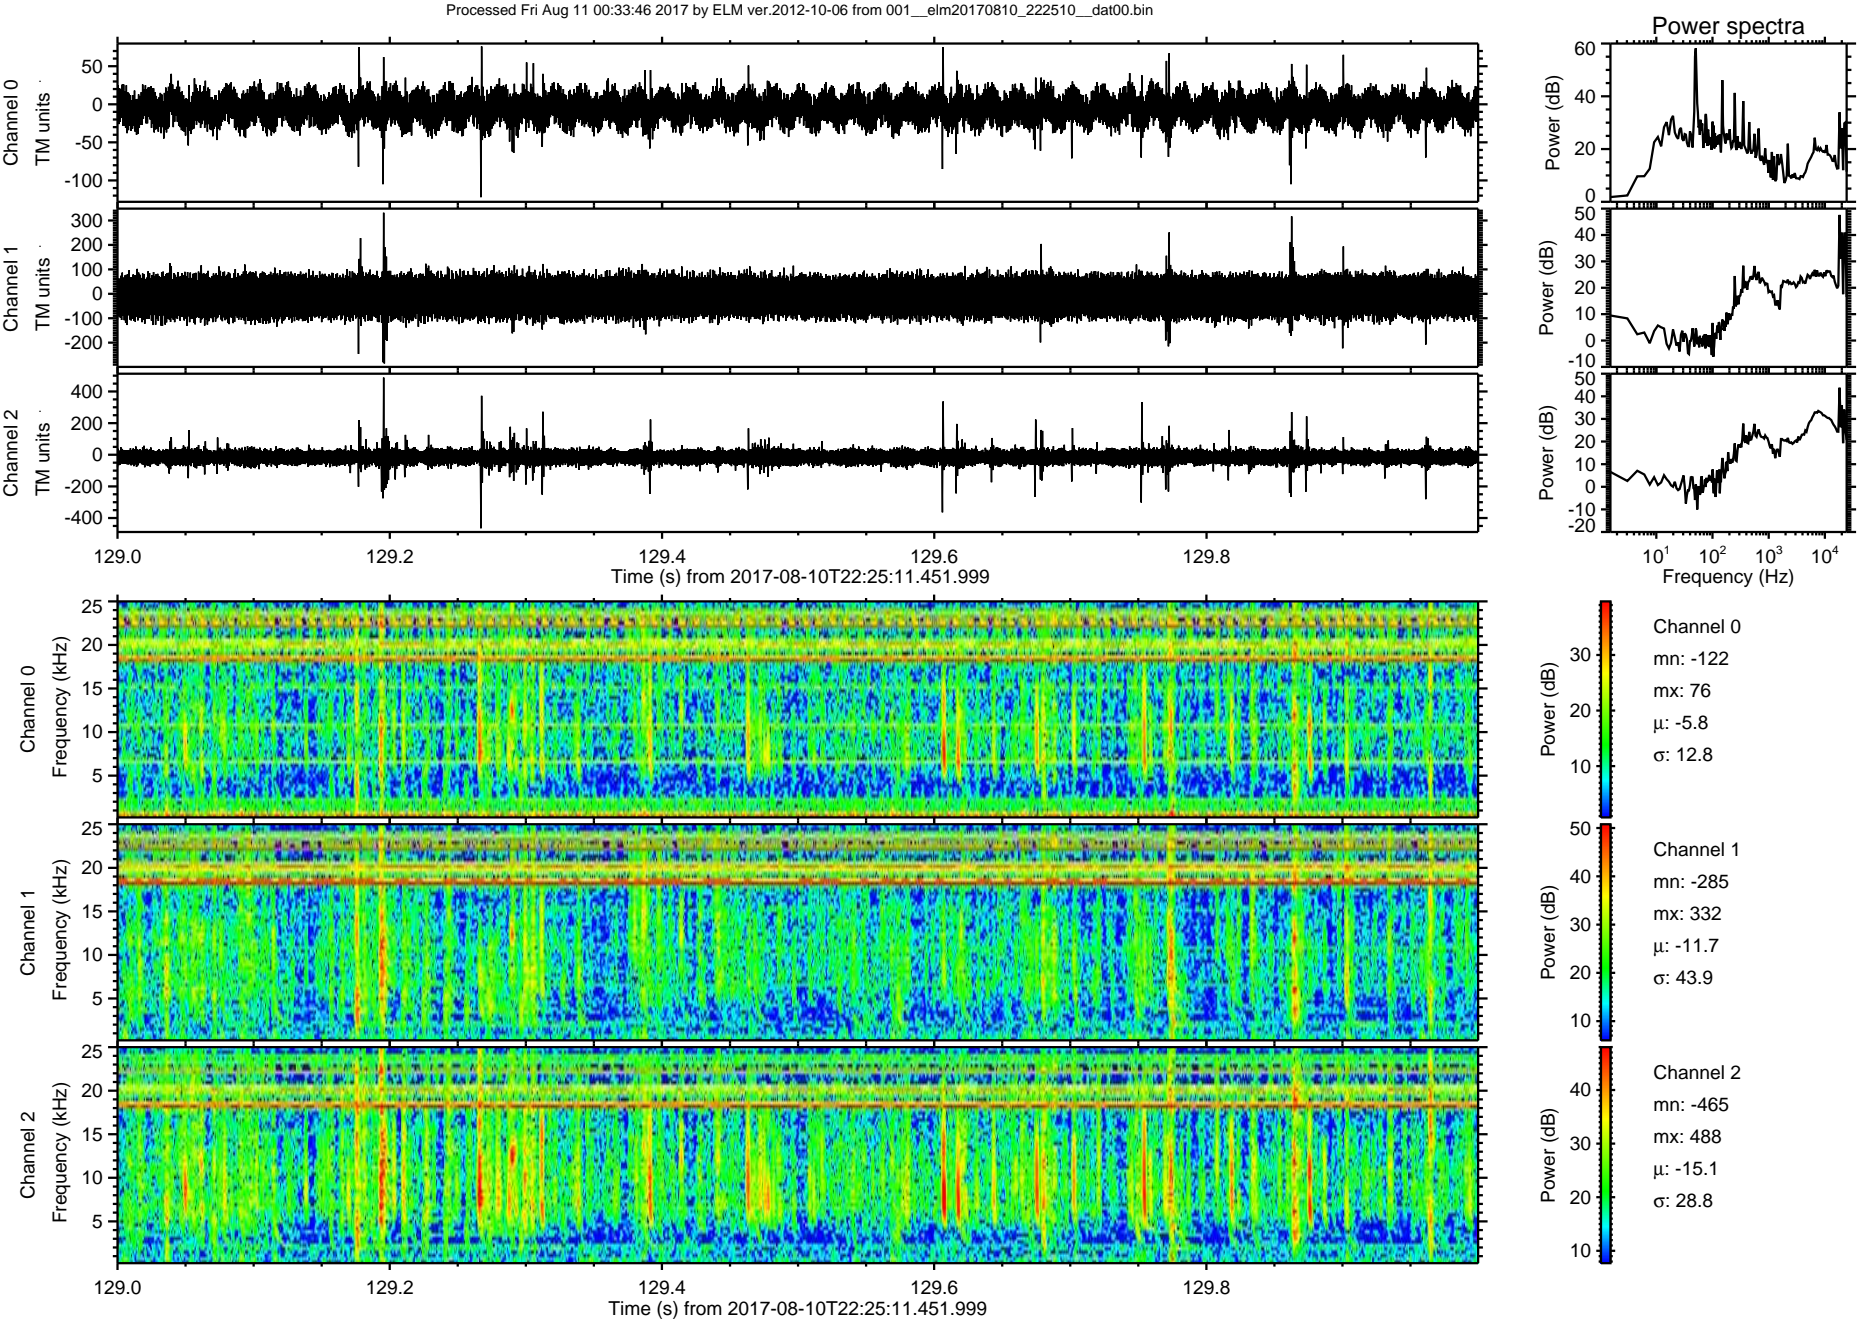 Processed Fri Aug 11 00:33:46 2017 by ELM ver.2012-10-06 from 001__elm20170810_222510__dat00.bin
Power spectra
Channel 0
TM units
50
0
-50
-100
Power (dB)
60
40
20
0
Channel 1
TM units
300
200
100
0
-100
-200
Power (dB)
50
40
30
20
10
0
-10
Channel 2
TM units
400
200
0
-200
-400
Power (dB)
50
40
30
20
10
0
-10
-20
129.0 129.2 129.4 129.6 129.8
Time (s) from 2017-08-10T22:25:11.451.999
10^1 10^2 10^3 10^4
Frequency (Hz)
Channel 0
Frequency (kHz)
25
20
15
10
5
Power (dB)
30
20
10
Channel 0
mn: -122
mx: 76
μ: -5.8
σ: 12.8
Channel 1
Frequency (kHz)
25
20
15
10
5
Power (dB)
50
40
30
20
10
Channel 1
mn: -285
mx: 332
μ: -11.7
σ: 43.9
Channel 2
Frequency (kHz)
25
20
15
10
5
Power (dB)
40
30
20
10
Channel 2
mn: -465
mx: 488
μ: -15.1
σ: 28.8
129.0 129.2 129.4 129.6 129.8
Time (s) from 2017-08-10T22:25:11.451.999